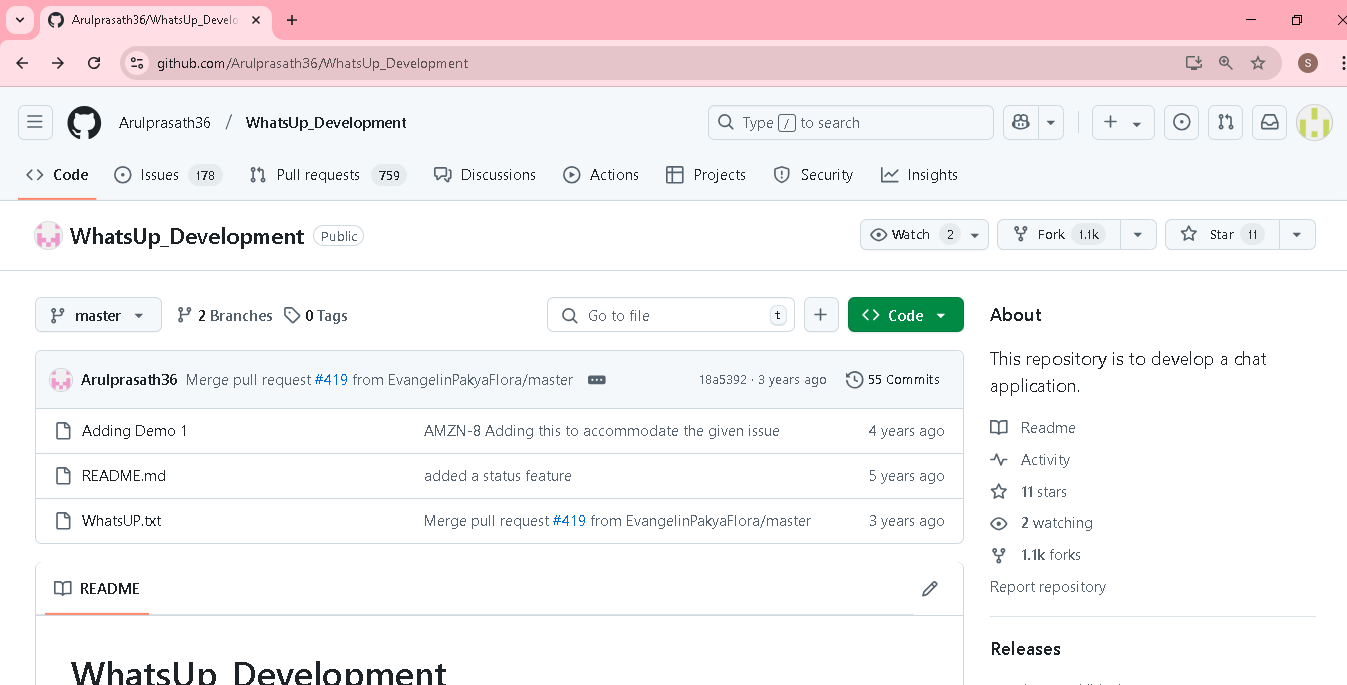 Arulprasath36/WhatsUp_Develo
github.com/Arulprasath36/WhatsUp_Development
S
Arulprasath36 / WhatsUp_Development
Type / to search
Code
Issues 178
Pull requests 759
Discussions
Actions
Projects
Security
Insights
WhatsUp_Development Public
Watch 2
Fork 1.1k
Star 11
master
2 Branches
0 Tags
Go to file t
Code
Arulprasath36 Merge pull request #419 from EvangelinPakyaFlora/master
18a5392 · 3 years ago
55 Commits
Adding Demo 1 AMZN-8 Adding this to accommodate the given issue 4 years ago
README.md added a status feature 5 years ago
WhatsUP.txt Merge pull request #419 from EvangelinPakyaFlora/master 3 years ago
README
WhatsUp_Development
About
This repository is to develop a chat
application.
Readme
Activity
11 stars
2 watching
1.1k forks
Report repository
Releases